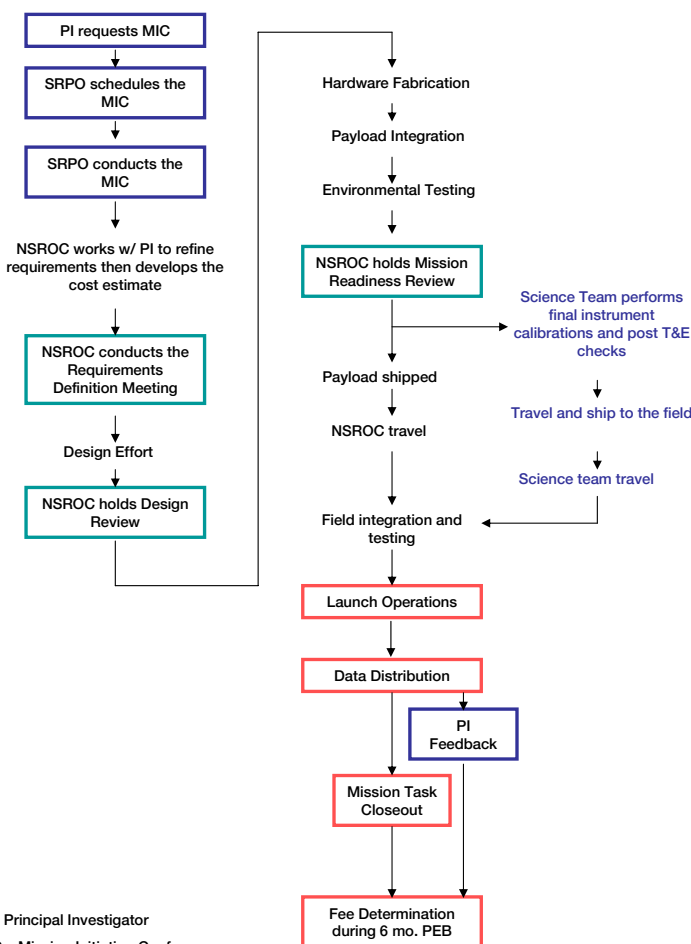 PI requests MIC
SRPO schedules the
MIC
SRPO conducts the
MIC
NSROC works w/ PI to refine
requirements then develops the
cost estimate
NSROC conducts the
Requirements
Definition Meeting
Design Effort
NSROC holds Design
Review
Hardware Fabrication
Payload Integration
Environmental Testing
NSROC holds Mission
Readiness Review
Science Team performs
final instrument
calibrations and post T&E
checks
Payload shipped
Travel and ship to the field
NSROC travel
Science team travel
Field integration and
testing
Launch Operations
Data Distribution
PI
Feedback
Mission Task
Closeout
Fee Determination
during 6 mo. PEB
Principal Investigator